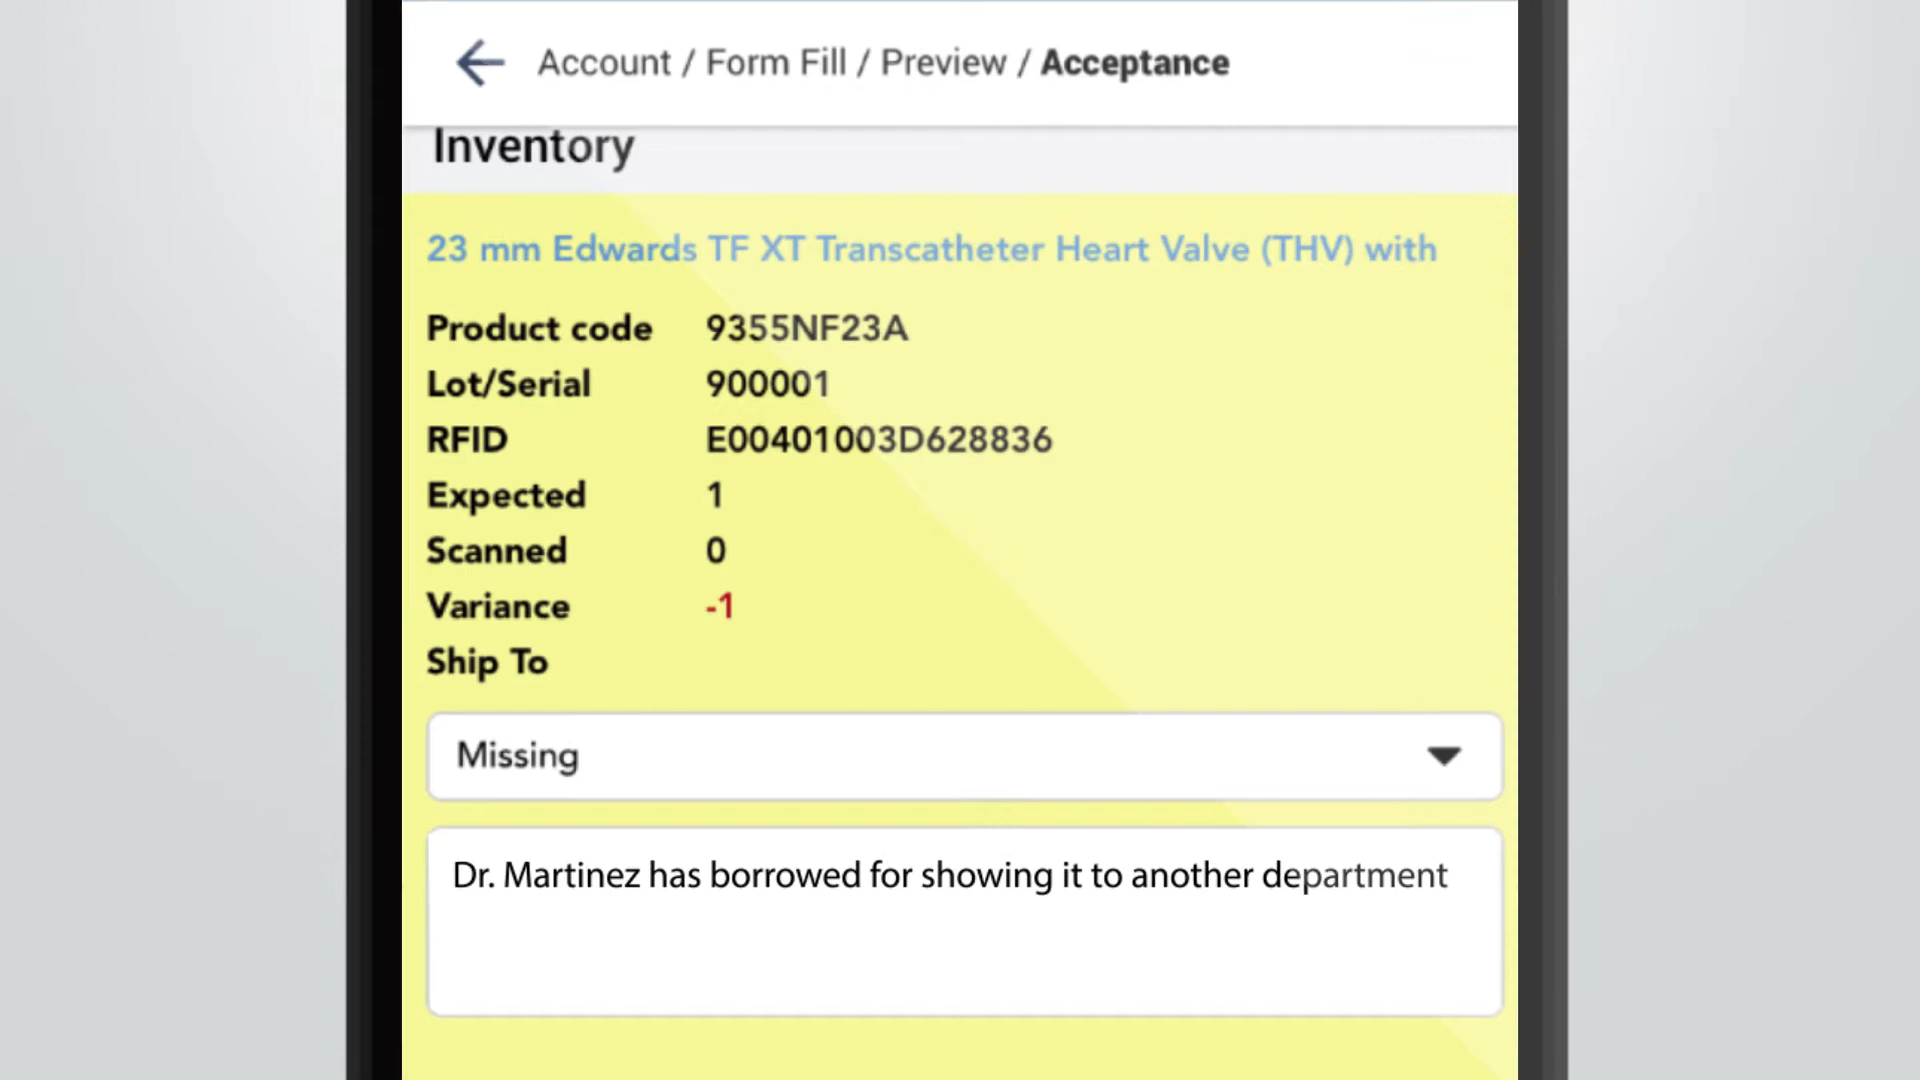 Account / Form Fill / Preview / Acceptance
Inventory
23 mm Edwards TF XT Transcatheter Heart Valve (THV) with
Product code 9355NF23A
Lot/Serial 900001
RFID E00401003D628836
Expected 1
Scanned 0
Variance -1
Ship To
Missing
Dr. Martinez has borrowed for showing it to another department